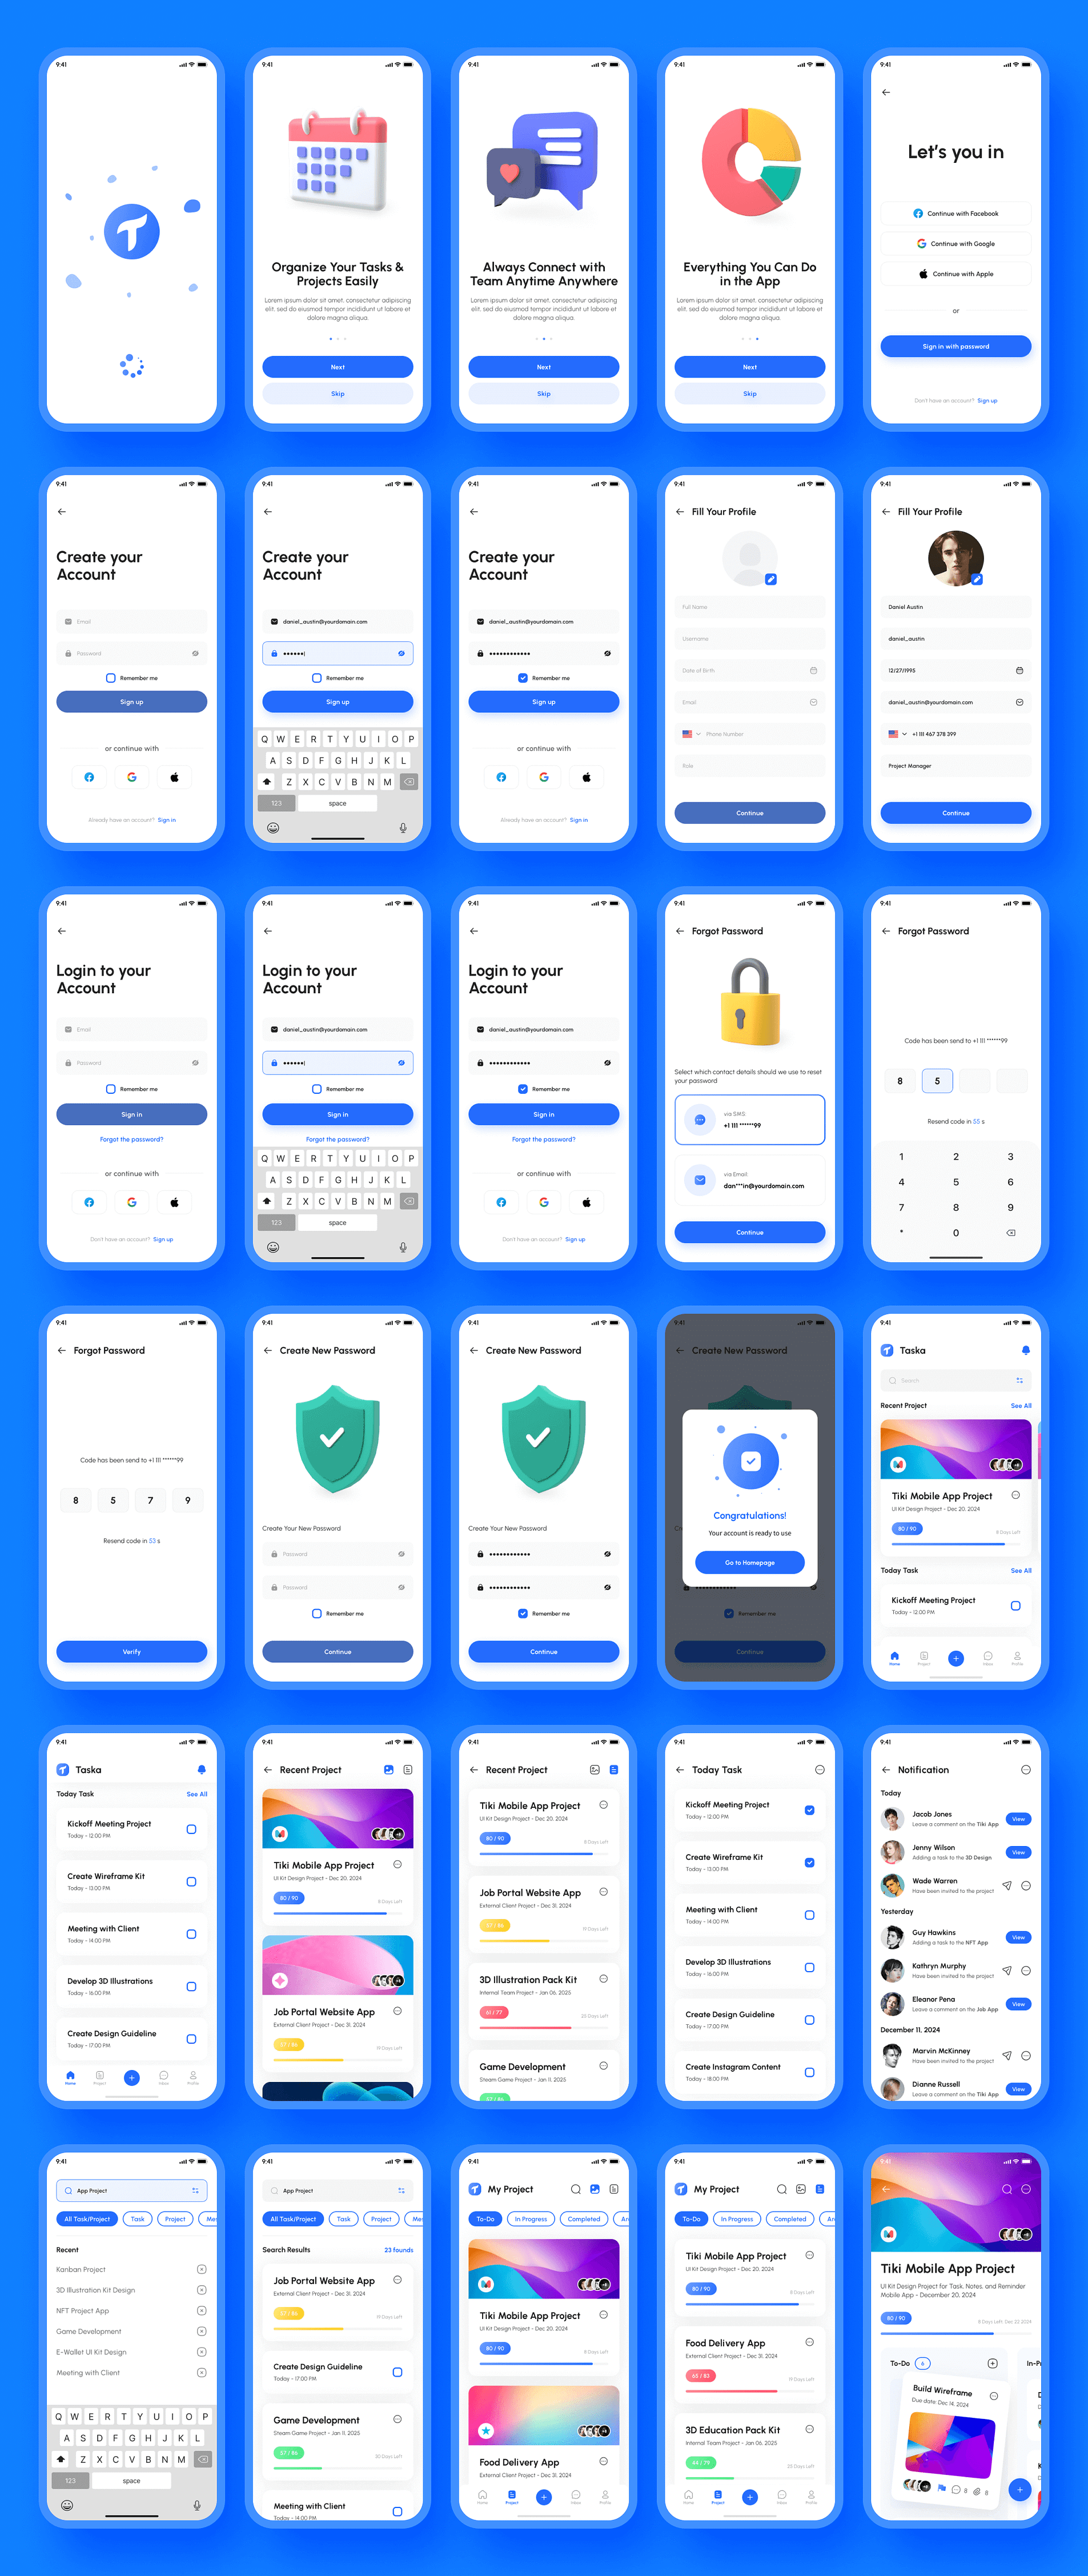 9:41
9:41
Organize Your Tasks &
Projects Easily
Lorem ipsum dolor sit amet, consectetur adipiscing
elit, sed do eiusmod tempor incididunt ut labore et
dolore magna aliqua.
Next
Skip
9:41
Always Connect with
Team Anytime Anywhere
Lorem ipsum dolor sit amet, consectetur adipiscing
elit, sed do eiusmod tempor incididunt ut labore et
dolore magna aliqua.
Next
Skip
9:41
Everything You Can Do
in the App
Lorem ipsum dolor sit amet, consectetur adipiscing
elit, sed do eiusmod tempor incididunt ut labore et
dolore magna aliqua.
Next
Skip
9:41
Let's you in
Continue with Facebook
Continue with Google
Continue with Apple
or
Sign in with password
Don't have an account? Sign up
9:41
Create your
Account
Email
Password
Remember me
Sign up
or continue with
Already have an account? Sign in
9:41
Create your
Account
daniel_austin@yourdomain.com
••••••
Remember me
Sign up
Q W E R T Y U I O P
A S D F G H J K L
Z X C V B N M
123 space
9:41
Create your
Account
daniel_austin@yourdomain.com
••••••••••••
Remember me
Sign up
or continue with
Already have an account? Sign in
9:41
Fill Your Profile
Full Name
Username
Date of Birth
Email
Phone Number
Role
Continue
9:41
Fill Your Profile
Daniel Austin
daniel_austin
12/27/1995
daniel_austin@yourdomain.com
+1 111 467 378 399
Project Manager
Continue
9:41
Login to your
Account
Email
Password
Remember me
Sign in
Forgot the password?
or continue with
Don't have an account? Sign up
9:41
Login to your
Account
daniel_austin@yourdomain.com
••••••
Remember me
Sign in
Forgot the password?
Q W E R T Y U I O P
A S D F G H J K L
Z X C V B N M
123 space
9:41
Login to your
Account
daniel_austin@yourdomain.com
••••••••••••
Remember me
Sign in
Forgot the password?
or continue with
Don't have an account? Sign up
9:41
Forgot Password
Select which contact details should we use to reset
your password
via SMS:
+1 111 ******99
via Email:
dan***in@yourdomain.com
Continue
9:41
Forgot Password
Code has been send to +1 111 ******99
8 5
Resend code in 55 s
1 2 3
4 5 6
7 8 9
* 0
9:41
Forgot Password
Code has been send to +1 111 ******99
8 5 7 9
Resend code in 53 s
Verify
9:41
Create New Password
Create Your New Password
Password
Password
Remember me
Continue
9:41
Create New Password
Create Your New Password
••••••••••••
••••••••••••
Remember me
Continue
9:41
Create New Password
Congratulations!
Your account is ready to use
Go to Homepage
Remember me
Continue
9:41
Taska
Search
Recent Project See All
Tiki Mobile App Project
UI Kit Design Project - Dec 20, 2024
80 / 90
8 Days Left
Today Task See All
Kickoff Meeting Project
Today - 12:00 PM
Home Project Inbox Profile
9:41
Taska
Today Task See All
Kickoff Meeting Project
Today - 12:00 PM
Create Wireframe Kit
Today - 13:00 PM
Meeting with Client
Today - 14:00 PM
Develop 3D Illustrations
Today - 16:00 PM
Create Design Guideline
Today - 17:00 PM
Home Project Inbox Profile
9:41
Recent Project
Tiki Mobile App Project
UI Kit Design Project - Dec 20, 2024
80 / 90
8 Days Left
Job Portal Website App
External Client Project - Dec 31, 2024
57 / 86
19 Days Left
9:41
Recent Project
Tiki Mobile App Project
UI Kit Design Project - Dec 20, 2024
80 / 90
8 Days Left
Job Portal Website App
External Client Project - Dec 31, 2024
57 / 86
19 Days Left
3D Illustration Pack Kit
Internal Team Project - Jan 06, 2025
61 / 77
25 Days Left
Game Development
Steam Game Project - Jan 11, 2025
57 / 86
9:41
Today Task
Kickoff Meeting Project
Today - 12:00 PM
Create Wireframe Kit
Today - 13:00 PM
Meeting with Client
Today - 14:00 PM
Develop 3D Illustrations
Today - 16:00 PM
Create Design Guideline
Today - 17:00 PM
Create Instagram Content
Today - 18:00 PM
9:41
Notification
Today
Jacob Jones
Leave a comment on the Tiki App
View
Jenny Wilson
Adding a task to the 3D Design
View
Wade Warren
Have been invited to the project
Yesterday
Guy Hawkins
Adding a task to the NFT App
View
Kathryn Murphy
Have been invited to the project
Eleanor Pena
Leave a comment on the Job App
View
December 11, 2024
Marvin McKinney
Have been invited to the project
Dianne Russell
Leave a comment on the Tiki App
View
9:41
App Project
All Task/Project Task Project
Recent
Kanban Project
3D Illustration Kit Design
NFT Project App
Game Development
E-Wallet UI Kit Design
Meeting with Client
Q W E R T Y U I O P
A S D F G H J K L
Z X C V B N M
123 space
9:41
App Project
All Task/Project Task Project
Search Results 23 founds
Job Portal Website App
External Client Project - Dec 31, 2024
57 / 86
19 Days Left
Create Design Guideline
Today - 17:00 PM
Game Development
Steam Game Project - Jan 11, 2025
57 / 86
30 Days Left
Meeting with Client
Today - 14:00 PM
9:41
My Project
To-Do In Progress Completed
Tiki Mobile App Project
UI Kit Design Project - Dec 20, 2024
80 / 90
8 Days Left
Food Delivery App
External Client Project - Dec 31, 2024
Home Project Inbox Profile
9:41
My Project
To-Do In Progress Completed
Tiki Mobile App Project
UI Kit Design Project - Dec 20, 2024
80 / 90
8 Days Left
Food Delivery App
External Client Project - Dec 31, 2024
65 / 83
19 Days Left
3D Education Pack Kit
Internal Team Project - Jan 16, 2025
44 / 79
Home Project Inbox Profile
9:41
Tiki Mobile App Project
UI Kit Design Project for Task, Notes, and Reminder
Mobile App - December 20, 2024
80 / 90
8 Days Left, Dec 22 2024
To-Do 6
Build Wireframe
Due date: Dec 14, 2024
8 8